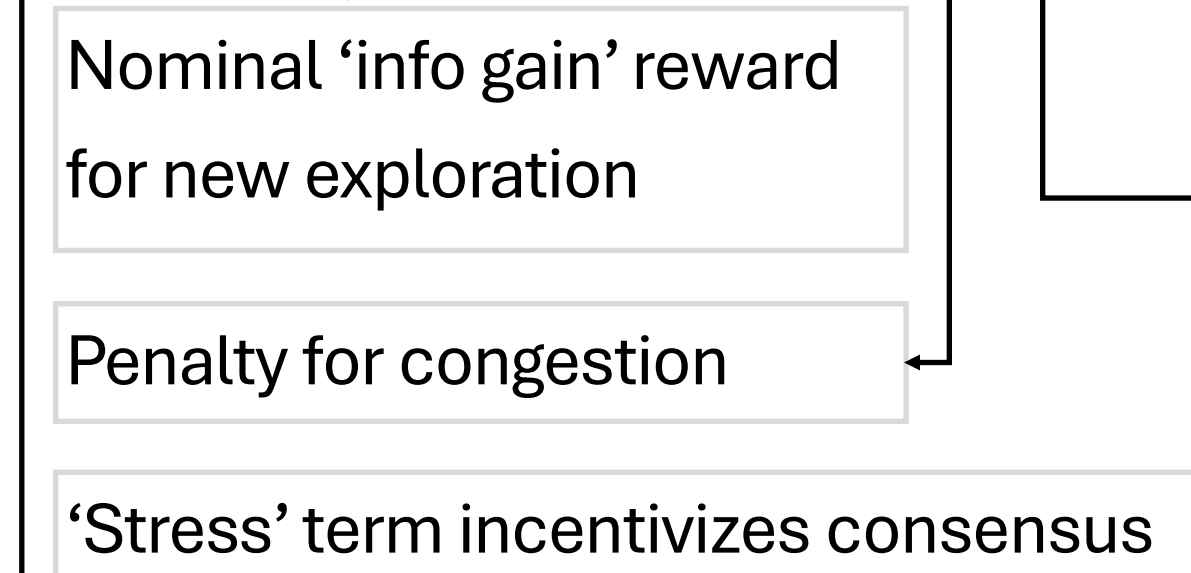 Nominal ‘info gain’ reward
for new exploration
Penalty for congestion
‘Stress’ term incentivizes consensus